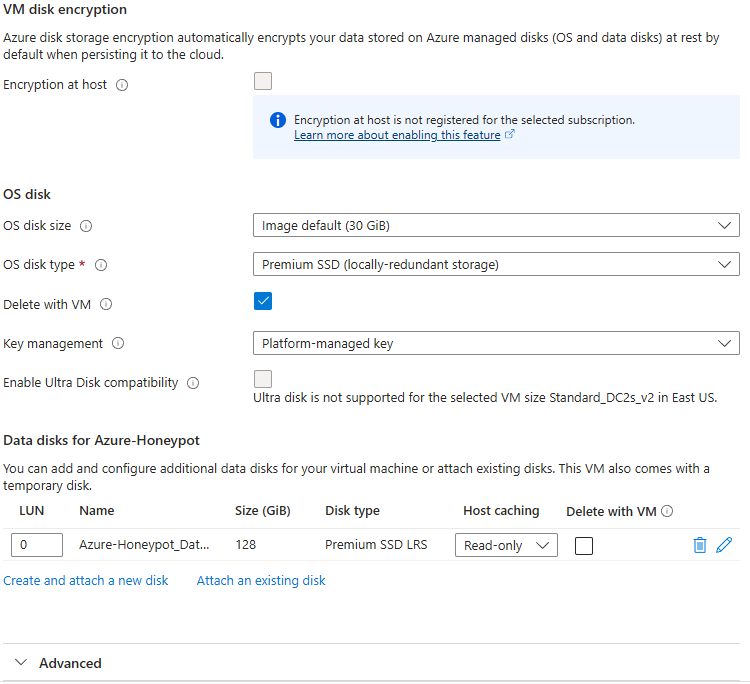 VM disk encryption
Azure disk storage encryption automatically encrypts your data stored on Azure managed disks (OS and data disks) at rest by
default when persisting it to the cloud.
Encryption at host
Encryption at host is not registered for the selected subscription.
Learn more about enabling this feature
OS disk
OS disk size Image default (30 GiB)
OS disk type * Premium SSD (locally-redundant storage)
Delete with VM
Key management Platform-managed key
Enable Ultra Disk compatibility
Ultra disk is not supported for the selected VM size Standard_DC2s_v2 in East US.
Data disks for Azure-Honeypot
You can add and configure additional data disks for your virtual machine or attach existing disks. This VM also comes with a
temporary disk.
LUN Name Size (GiB) Disk type Host caching Delete with VM
0 Azure-Honeypot_Dat... 128 Premium SSD LRS Read-only
Create and attach a new disk Attach an existing disk
Advanced